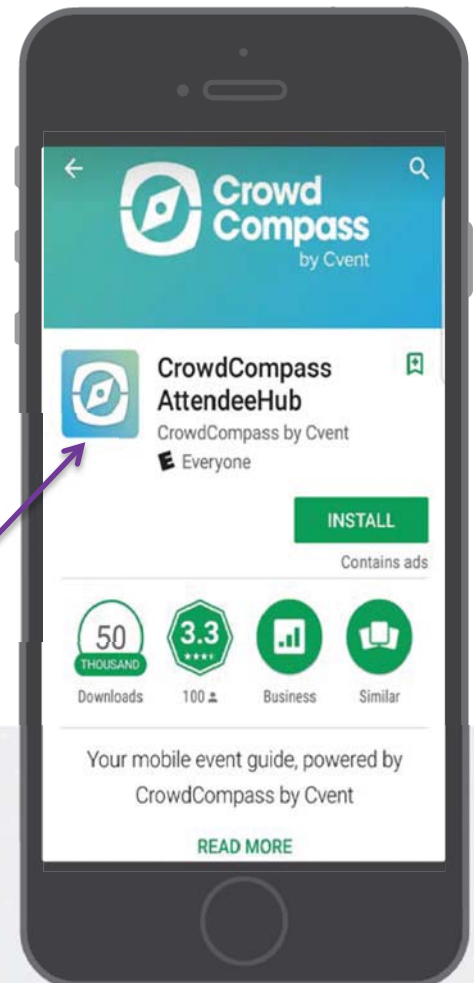 Crowd
Compass
by Cvent
CrowdCompass
AttendeeHub
CrowdCompass by Cvent
E Everyone
INSTALL
Contains ads
50
THOUSAND
3.3
Downloads
100
Business
Similar
Your mobile event guide, powered by
CrowdCompass by Cvent
READ MORE